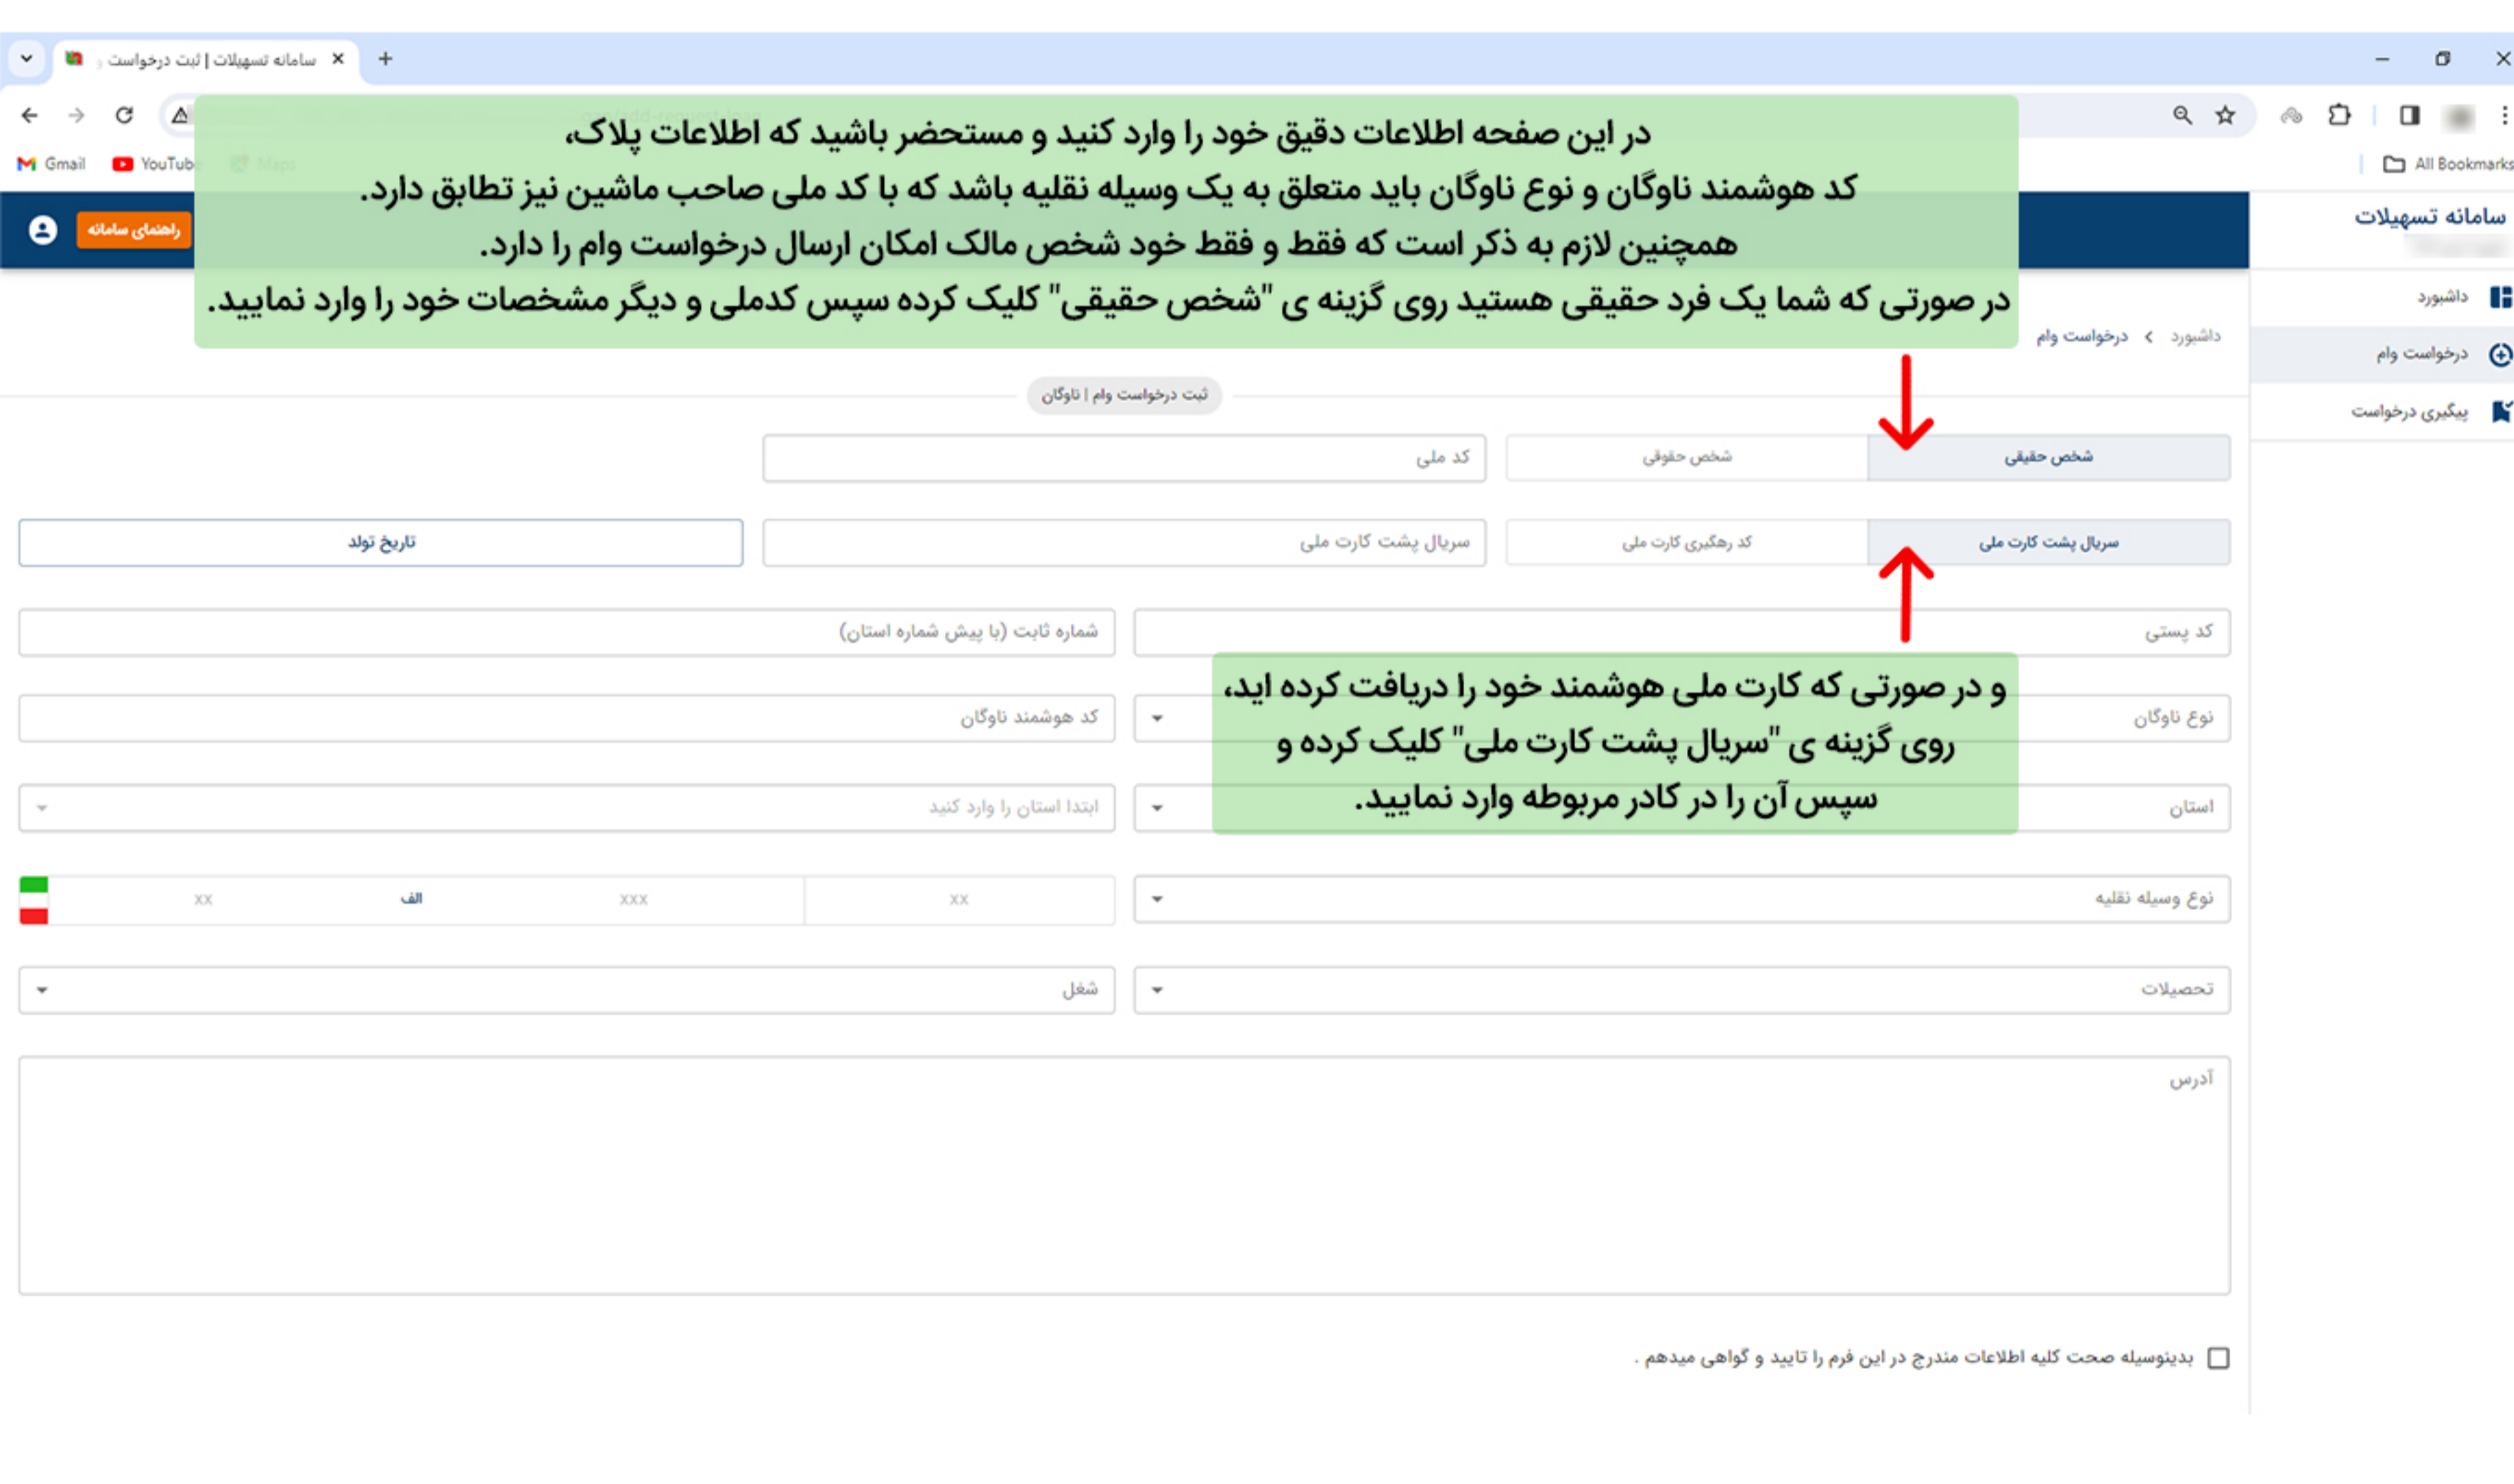 سامانه تسهیلات | ثبت درخواست و
Gmail
YouTube
Maps
All Bookmarks
در این صفحه اطلاعات دقیق خود را وارد کنید و مستحضر باشید که اطلاعات پلاک،
کد هوشمند ناوگان و نوع ناوگان باید متعلق به یک وسیله نقلیه باشد که با کد ملی صاحب ماشین نیز تطابق دارد.
همچنین لازم به ذکر است که فقط و فقط خود شخص مالک امکان ارسال درخواست وام را دارد.
در صورتی که شما یک فرد حقیقی هستید روی گزینه ی "شخص حقیقی" کلیک کرده سپس کدملی و دیگر مشخصات خود را وارد نمایید.
سامانه تسهیلات
راهنمای سامانه
داشبورد
درخواست وام
پیگیری درخواست
داشبورد > درخواست وام
ثبت درخواست وام | ناوگان
شخص حقیقی
شخص حقوقی
کد ملی
سریال پشت کارت ملی
کد رهگیری کارت ملی
سریال پشت کارت ملی
تاریخ تولد
کد پستی
شماره ثابت (با پیش شماره استان)
و در صورتی که کارت ملی هوشمند خود را دریافت کرده اید،
روی گزینه ی "سریال پشت کارت ملی" کلیک کرده و
سپس آن را در کادر مربوطه وارد نمایید.
نوع ناوگان
کد هوشمند ناوگان
استان
ابتدا استان را وارد کنید
نوع وسیله نقلیه
xx
الف
xxx
xx
تحصیلات
شغل
آدرس
بدینوسیله صحت کلیه اطلاعات مندرج در این فرم را تایید و گواهی میدهم .